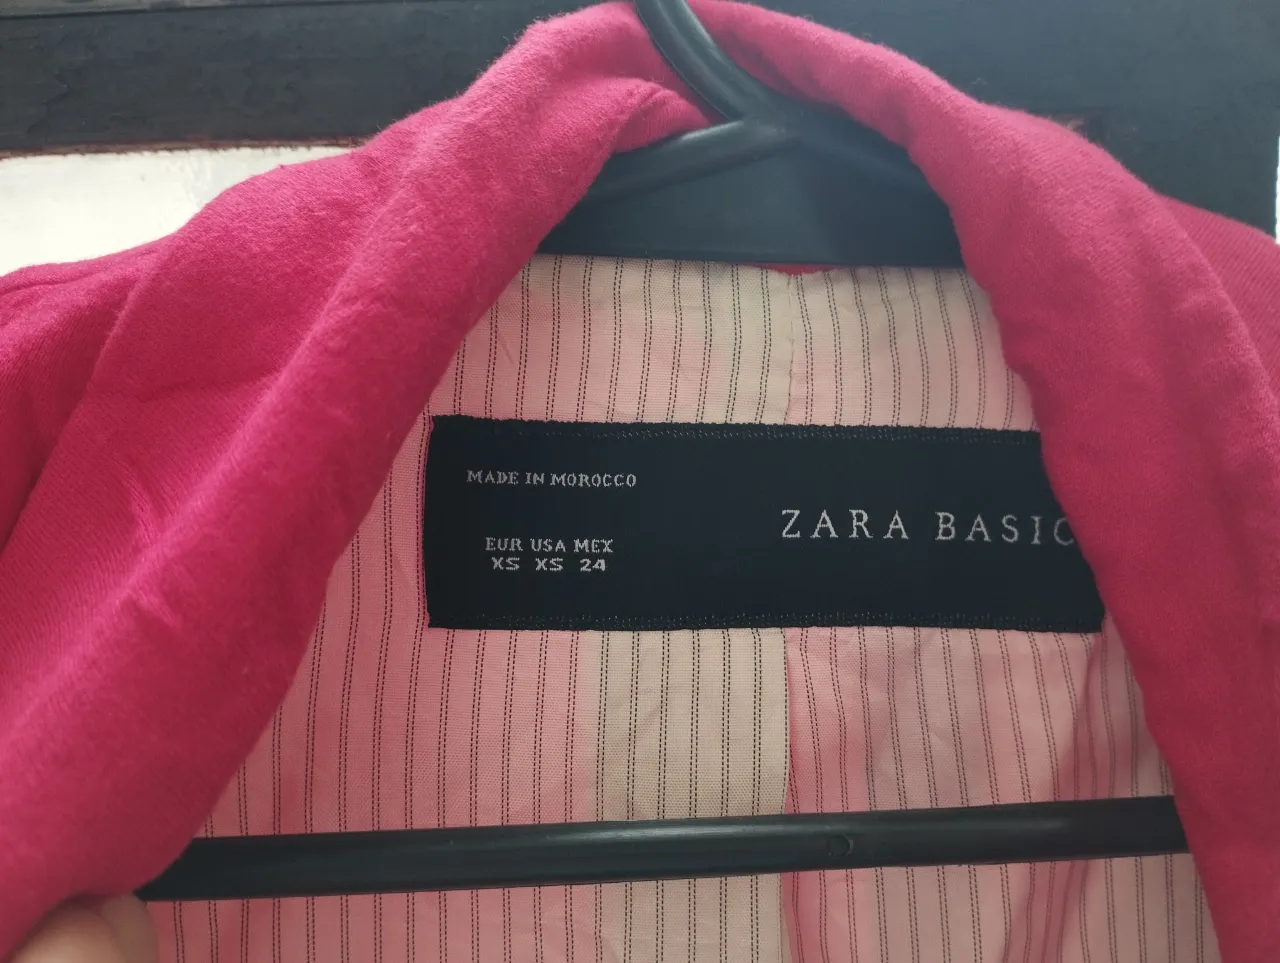 MADE IN MOROCCO
EUR USA MEX
XS XS 24
ZARA BASIC